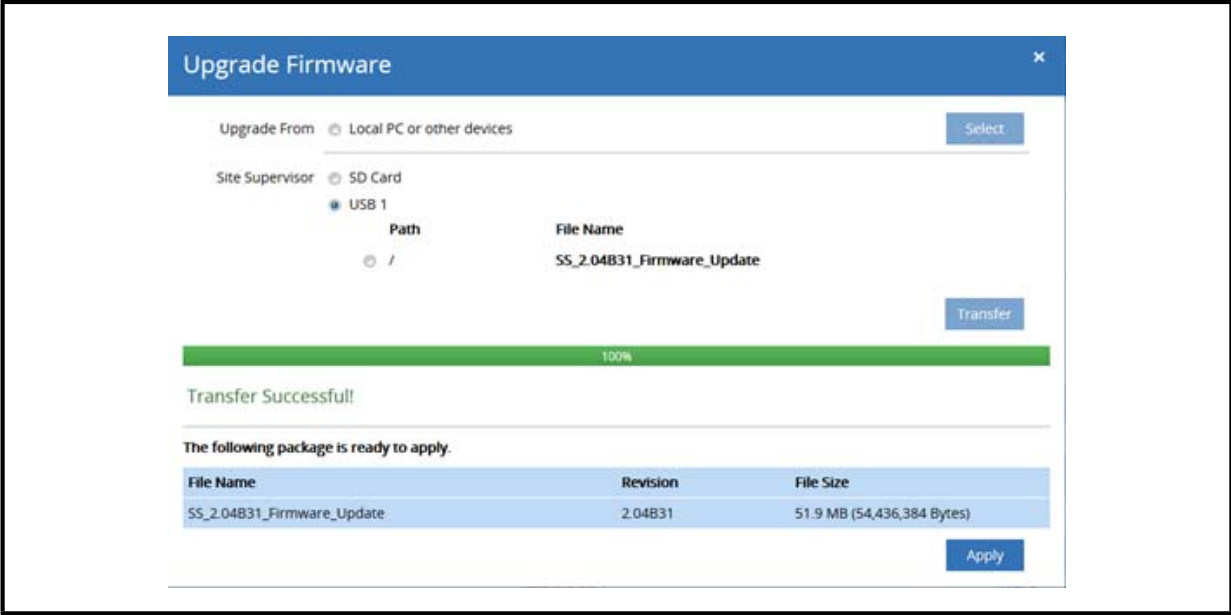 Upgrade Firmware ×
Upgrade From Local PC or other devices Select
Site Supervisor SD Card
USB 1
Path File Name
/ SS_2.04B31_Firmware_Update
Transfer
100%
Transfer Successful!
The following package is ready to apply.
File Name Revision File Size
SS_2.04B31_Firmware_Update 2.04B31 51.9 MB (54,436,384 Bytes)
Apply